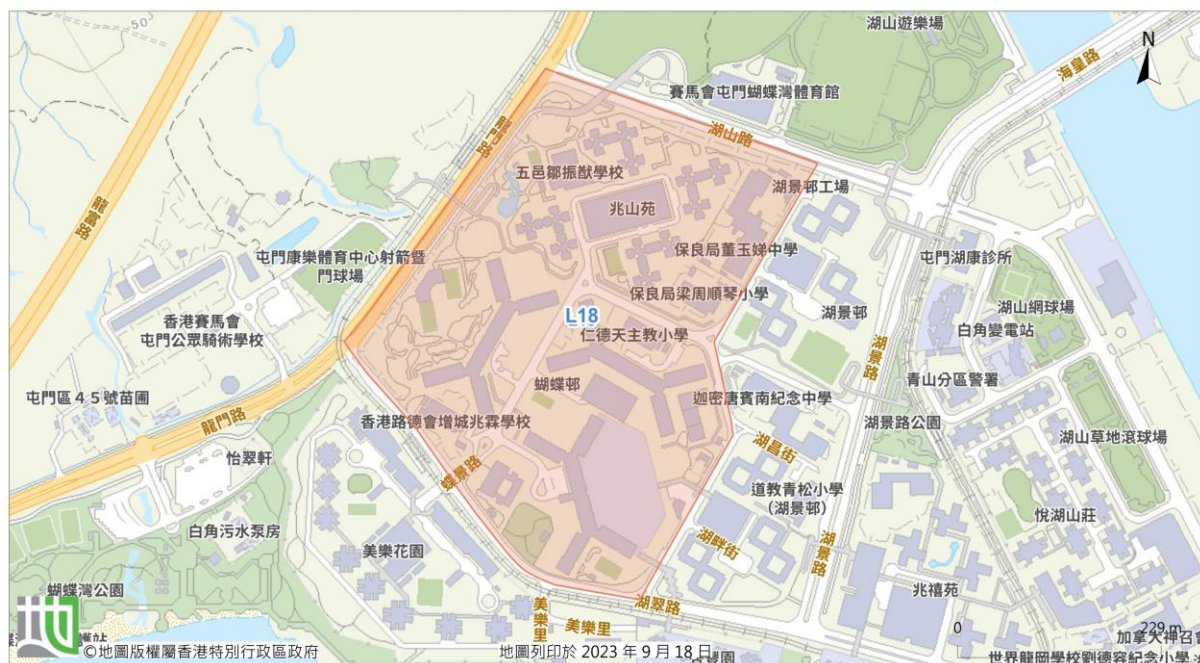 50
湖山遊樂場
海皇路
N
賽馬會屯門蝴蝶灣體育館
龍門路
湖山路
五邑鄒振猷學校
湖景邨工場
兆山苑
龍富路
屯門康樂體育中心射箭暨
門球場
保良局董玉娣中學
屯門湖康診所
保良局梁周順琴小學
湖山網球場
香港賽馬會
屯門公眾騎術學校
L18
湖景邨
仁德天主教小學
白角變電站
湖景路
青山分區警署
屯門區45號苗圃
蝴蝶邨
迦密唐賓南紀念中學
龍門路
香港路德會增城兆霖學校
湖景路公園
湖山草地滾球場
怡翠軒
湖昌街
蝶景路
道教青松小學
(湖景邨)
悅湖山莊
白角污水泵房
湖畔街
美樂花園
湖景路
蝴蝶灣公園
兆禧苑
美樂里
湖翠路
美樂里
0
229 m
加拿大神召會
©地圖版權屬香港特別行政區政府
地圖列印於 2023 年 9 月 18 日
世界龍岡學校劉德容紀念小學